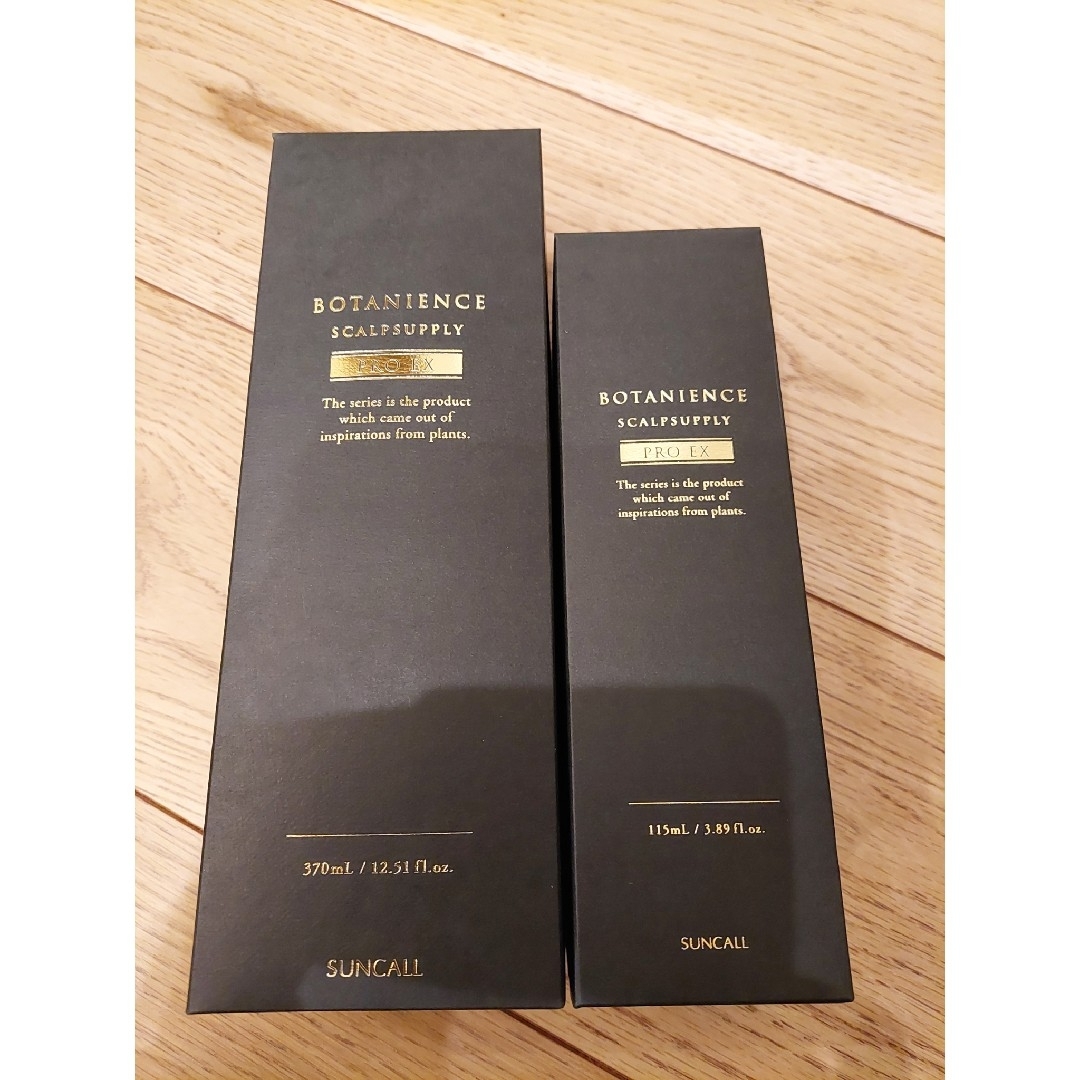 BOTANIENCE
SCALPSUPPLY
PRO EX
The series is the product
which came out of
inspirations from plants.
370mL / 12.51 fl.oz.
SUNCALL
BOTANIENCE
SCALPSUPPLY
PRO EX
The series is the product
which came out of
inspirations from plants.
115mL / 3.89 fl.oz.
SUNCALL